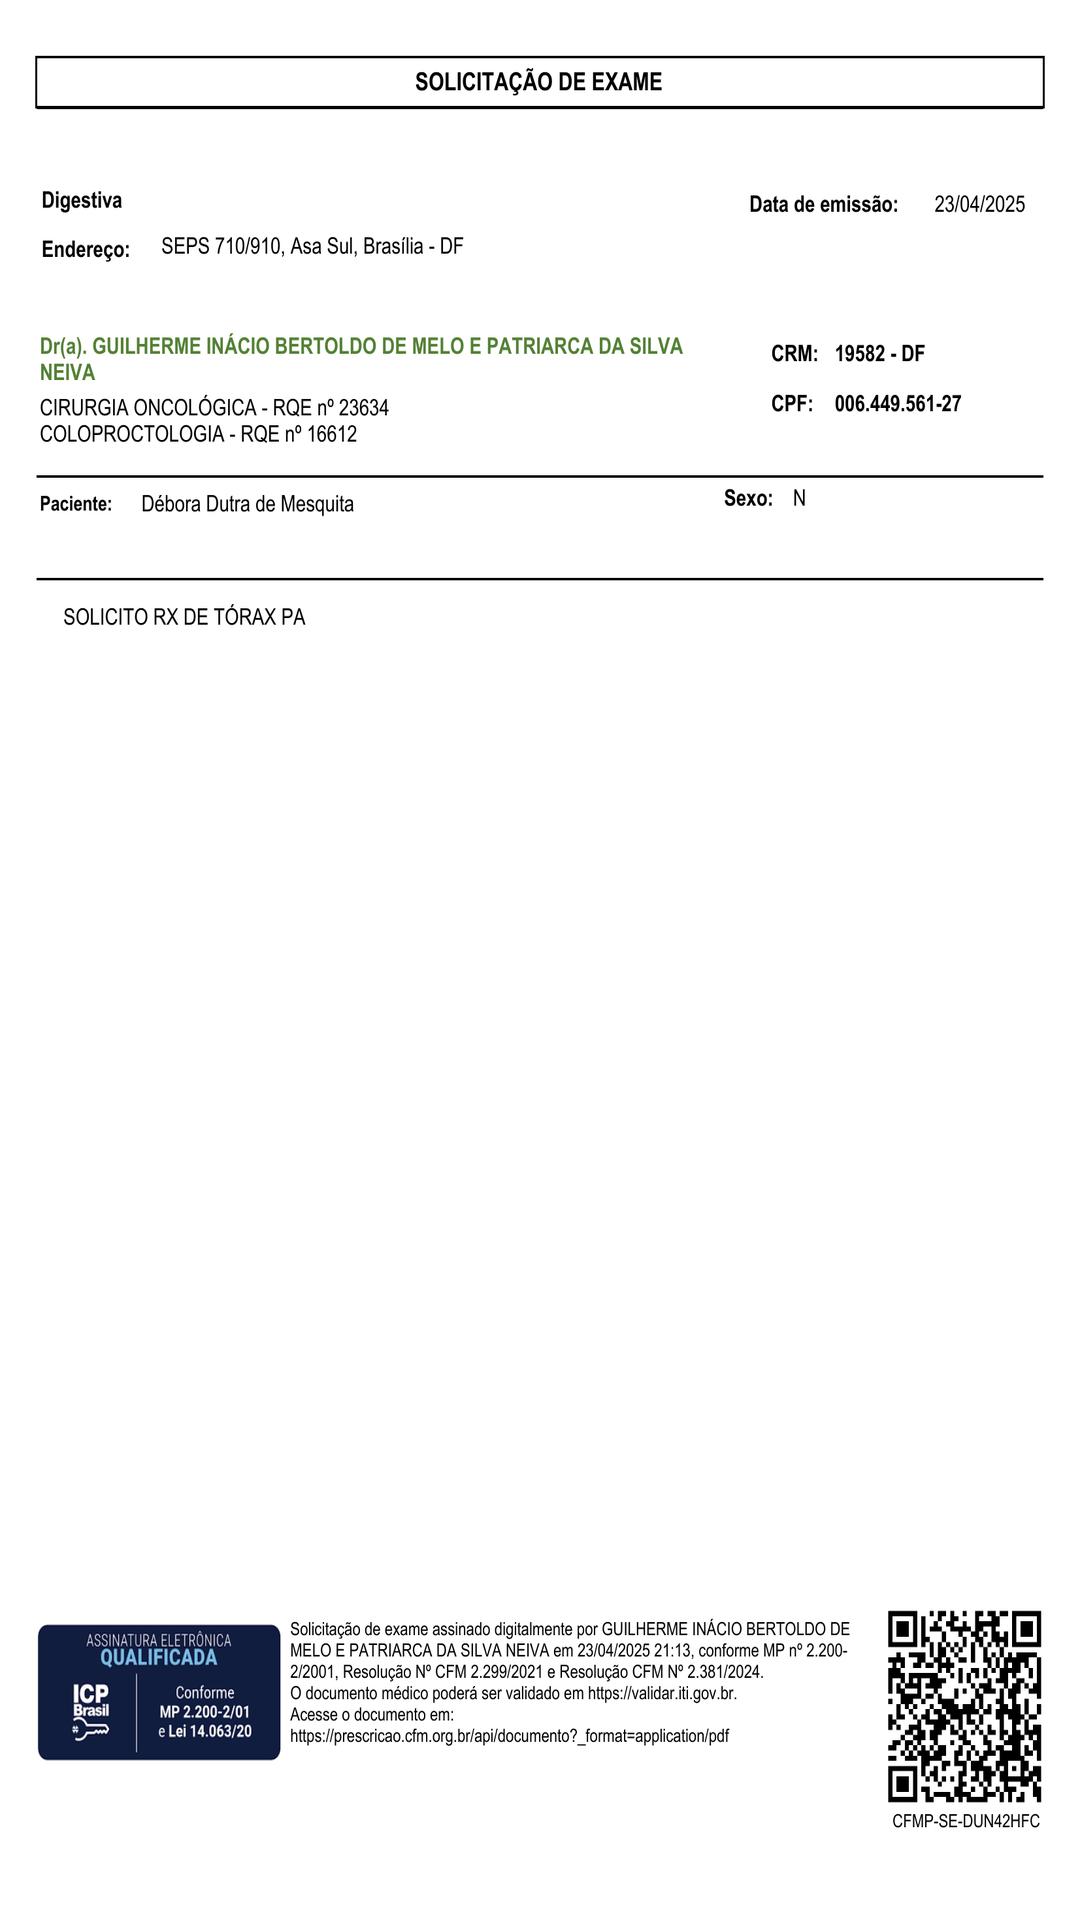 SOLICITAÇÃO DE EXAME
Digestiva
Data de emissão: 23/04/2025
Endereço: SEPS 710/910, Asa Sul, Brasília - DF
Dr(a). GUILHERME INÁCIO BERTOLDO DE MELO E PATRIARCA DA SILVA
NEIVA
CRM: 19582 - DF
CIRURGIA ONCOLÓGICA - RQE nº 23634
CPF: 006.449.561-27
COLOPROCTOLOGIA - RQE nº 16612
Paciente: Débora Dutra de Mesquita
Sexo: N
SOLICITO RX DE TÓRAX PA
ASSINATURA ELETRÔNICA
QUALIFICADA
ICP
Brasil
Conforme
MP 2.200-2/01
e Lei 14.063/20
Solicitação de exame assinado digitalmente por GUILHERME INÁCIO BERTOLDO DE
MELO E PATRIARCA DA SILVA NEIVA em 23/04/2025 21:13, conforme MP nº 2.200-
2/2001, Resolução Nº CFM 2.299/2021 e Resolução CFM Nº 2.381/2024.
O documento médico poderá ser validado em https://validar.iti.gov.br.
Acesse o documento em:
https://prescricao.cfm.org.br/api/documento?_format=application/pdf
CFMP-SE-DUN42HFC